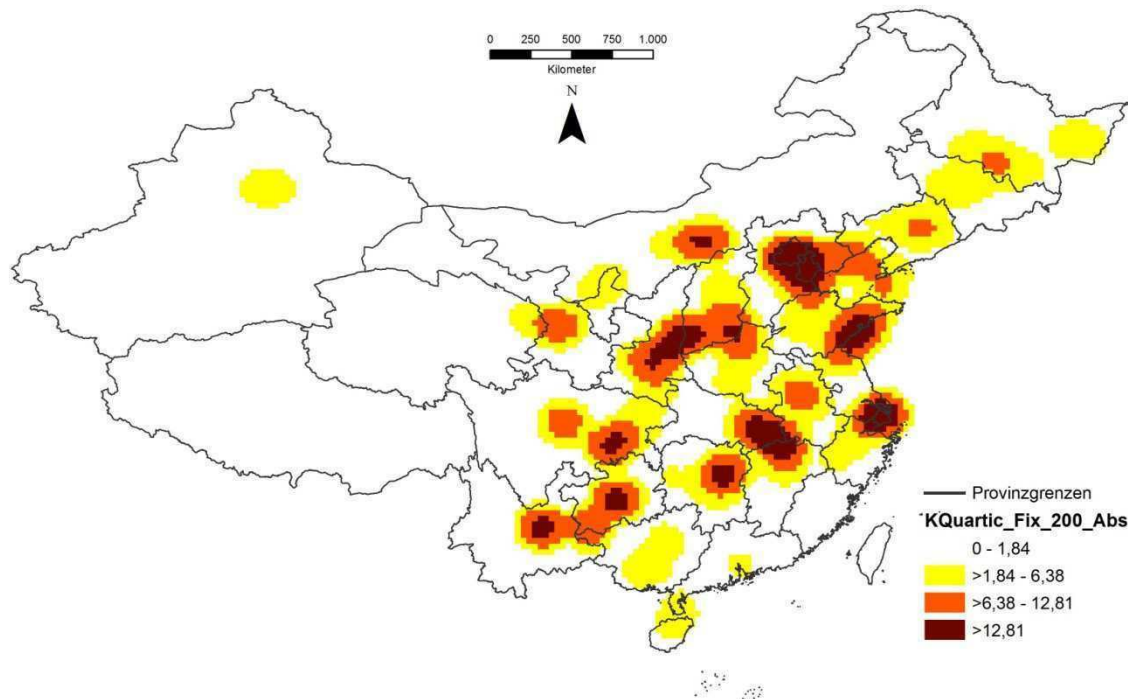 0 250 500 750 1.000
Kilometer
N
Provinzgrenzen
KQuartic_Fix_200_Abs
0 - 1,84
>1,84 - 6,38
>6,38 - 12,81
>12,81